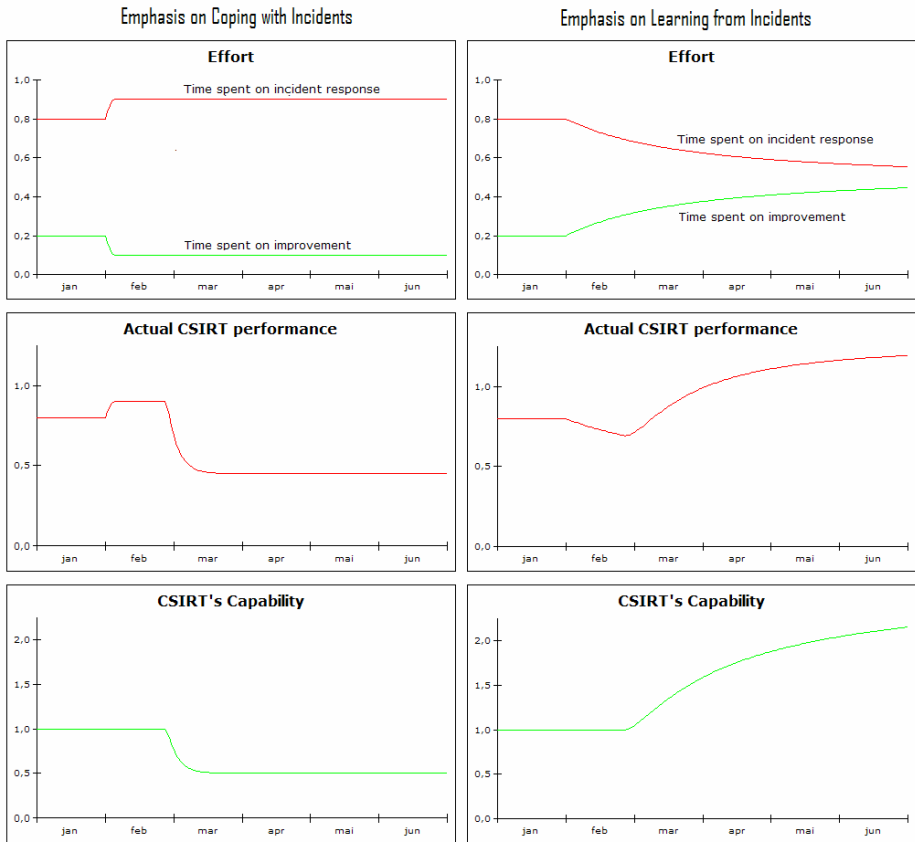 Emphasis on Coping with Incidents
Emphasis on Learning from Incidents
Effort
1,0
Time spent on incident response
0,8
0,6
0,4
0,2
Time spent on improvement
0,0
jan feb mar apr mai jun
Effort
1,0
0,8
Time spent on incident response
0,6
0,4
Time spent on improvement
0,2
0,0
jan feb mar apr mai jun
Actual CSIRT performance
1,0
0,5
0,0
jan feb mar apr mai jun
Actual CSIRT performance
1,0
0,5
0,0
jan feb mar apr mai jun
CSIRT's Capability
2,0
1,5
1,0
0,5
0,0
jan feb mar apr mai jun
CSIRT's Capability
2,0
1,5
1,0
0,5
0,0
jan feb mar apr mai jun